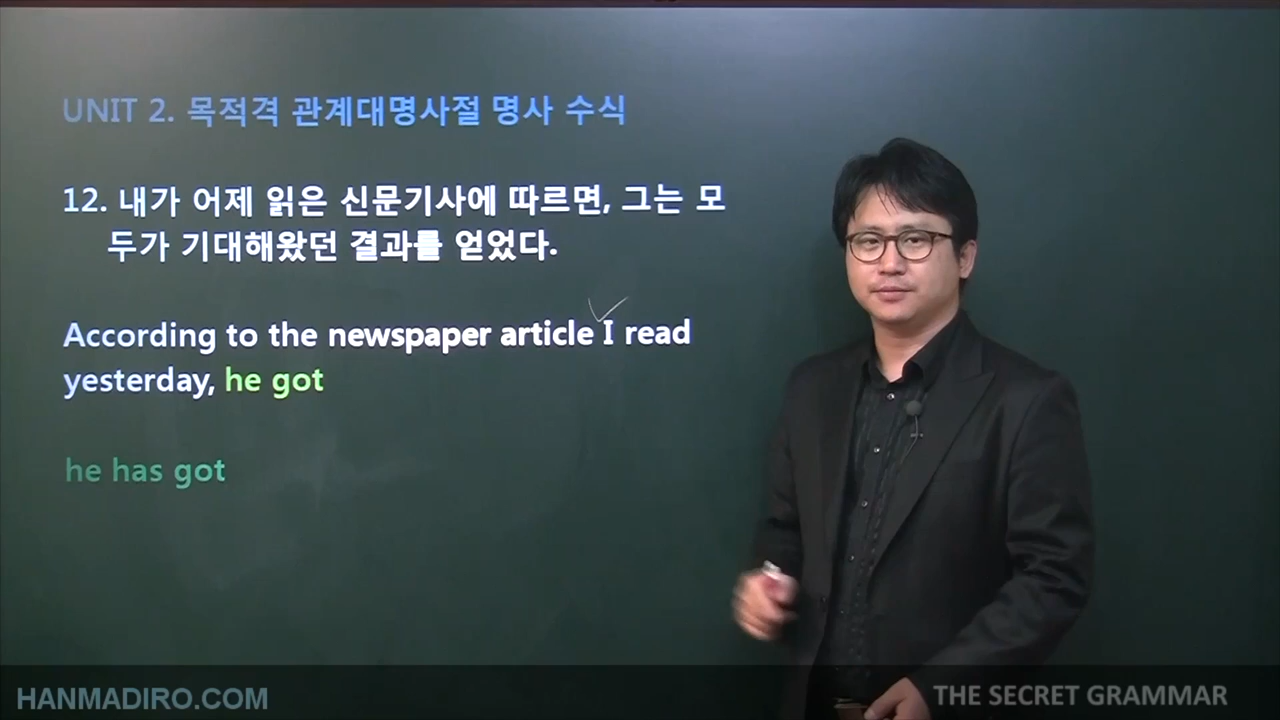 UNIT 2. 목적격 관계대명사절 명사 수식
12. 내가 어제 읽은 신문기사에 따르면, 그는 모
두가 기대해왔던 결과를 얻었다.
According to the newspaper article I read
yesterday, he got
he has got
HANMADIRO.COM
THE SECRET GRAMMAR